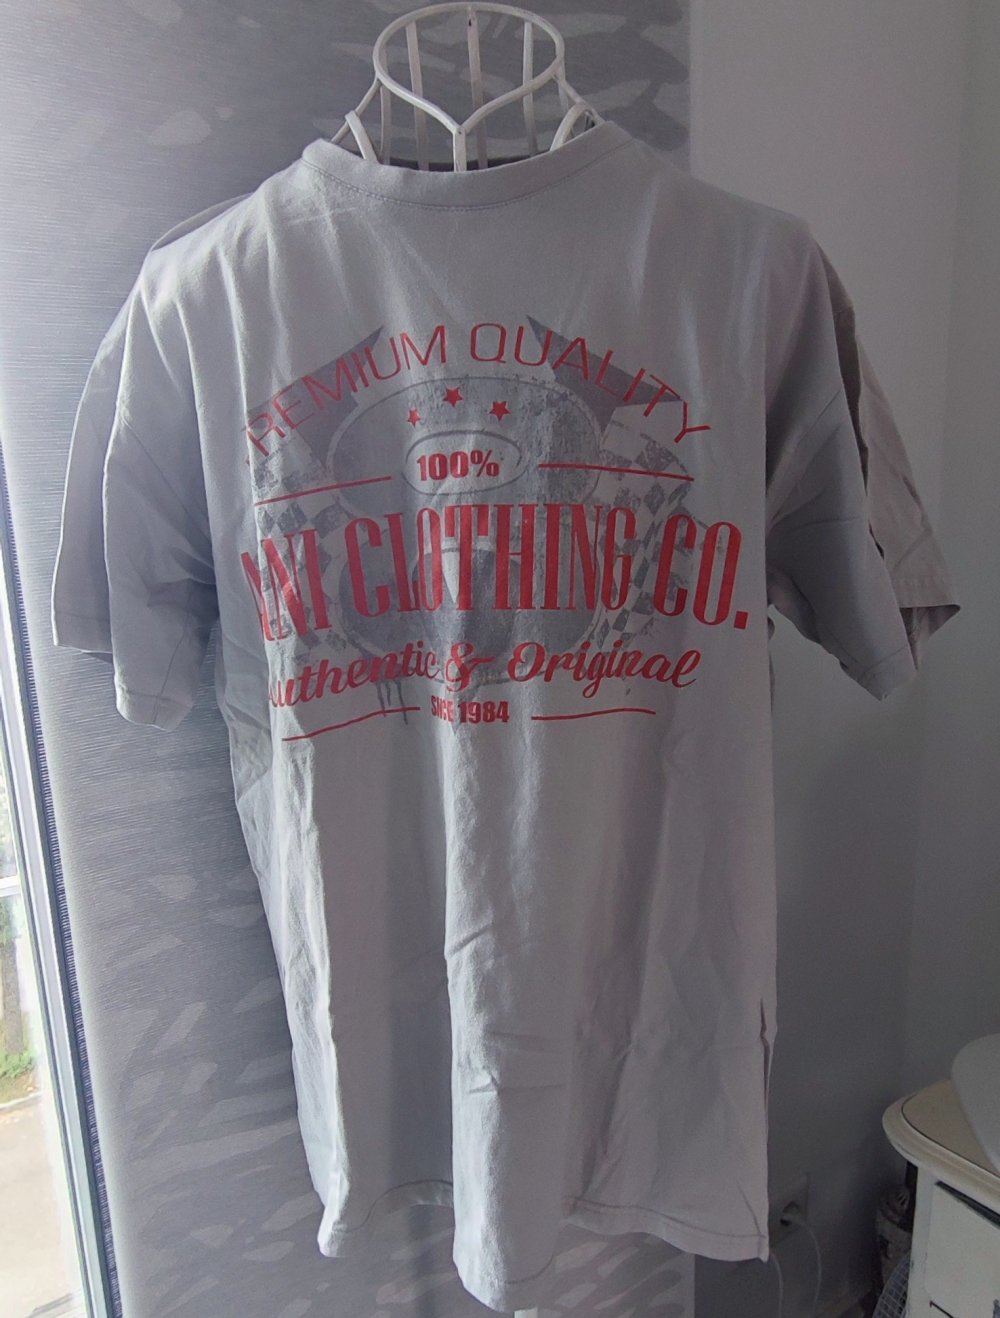 PREMIUM QUALITY
100%
CLOTHING CO.
Authentic & Original
SINCE 1984